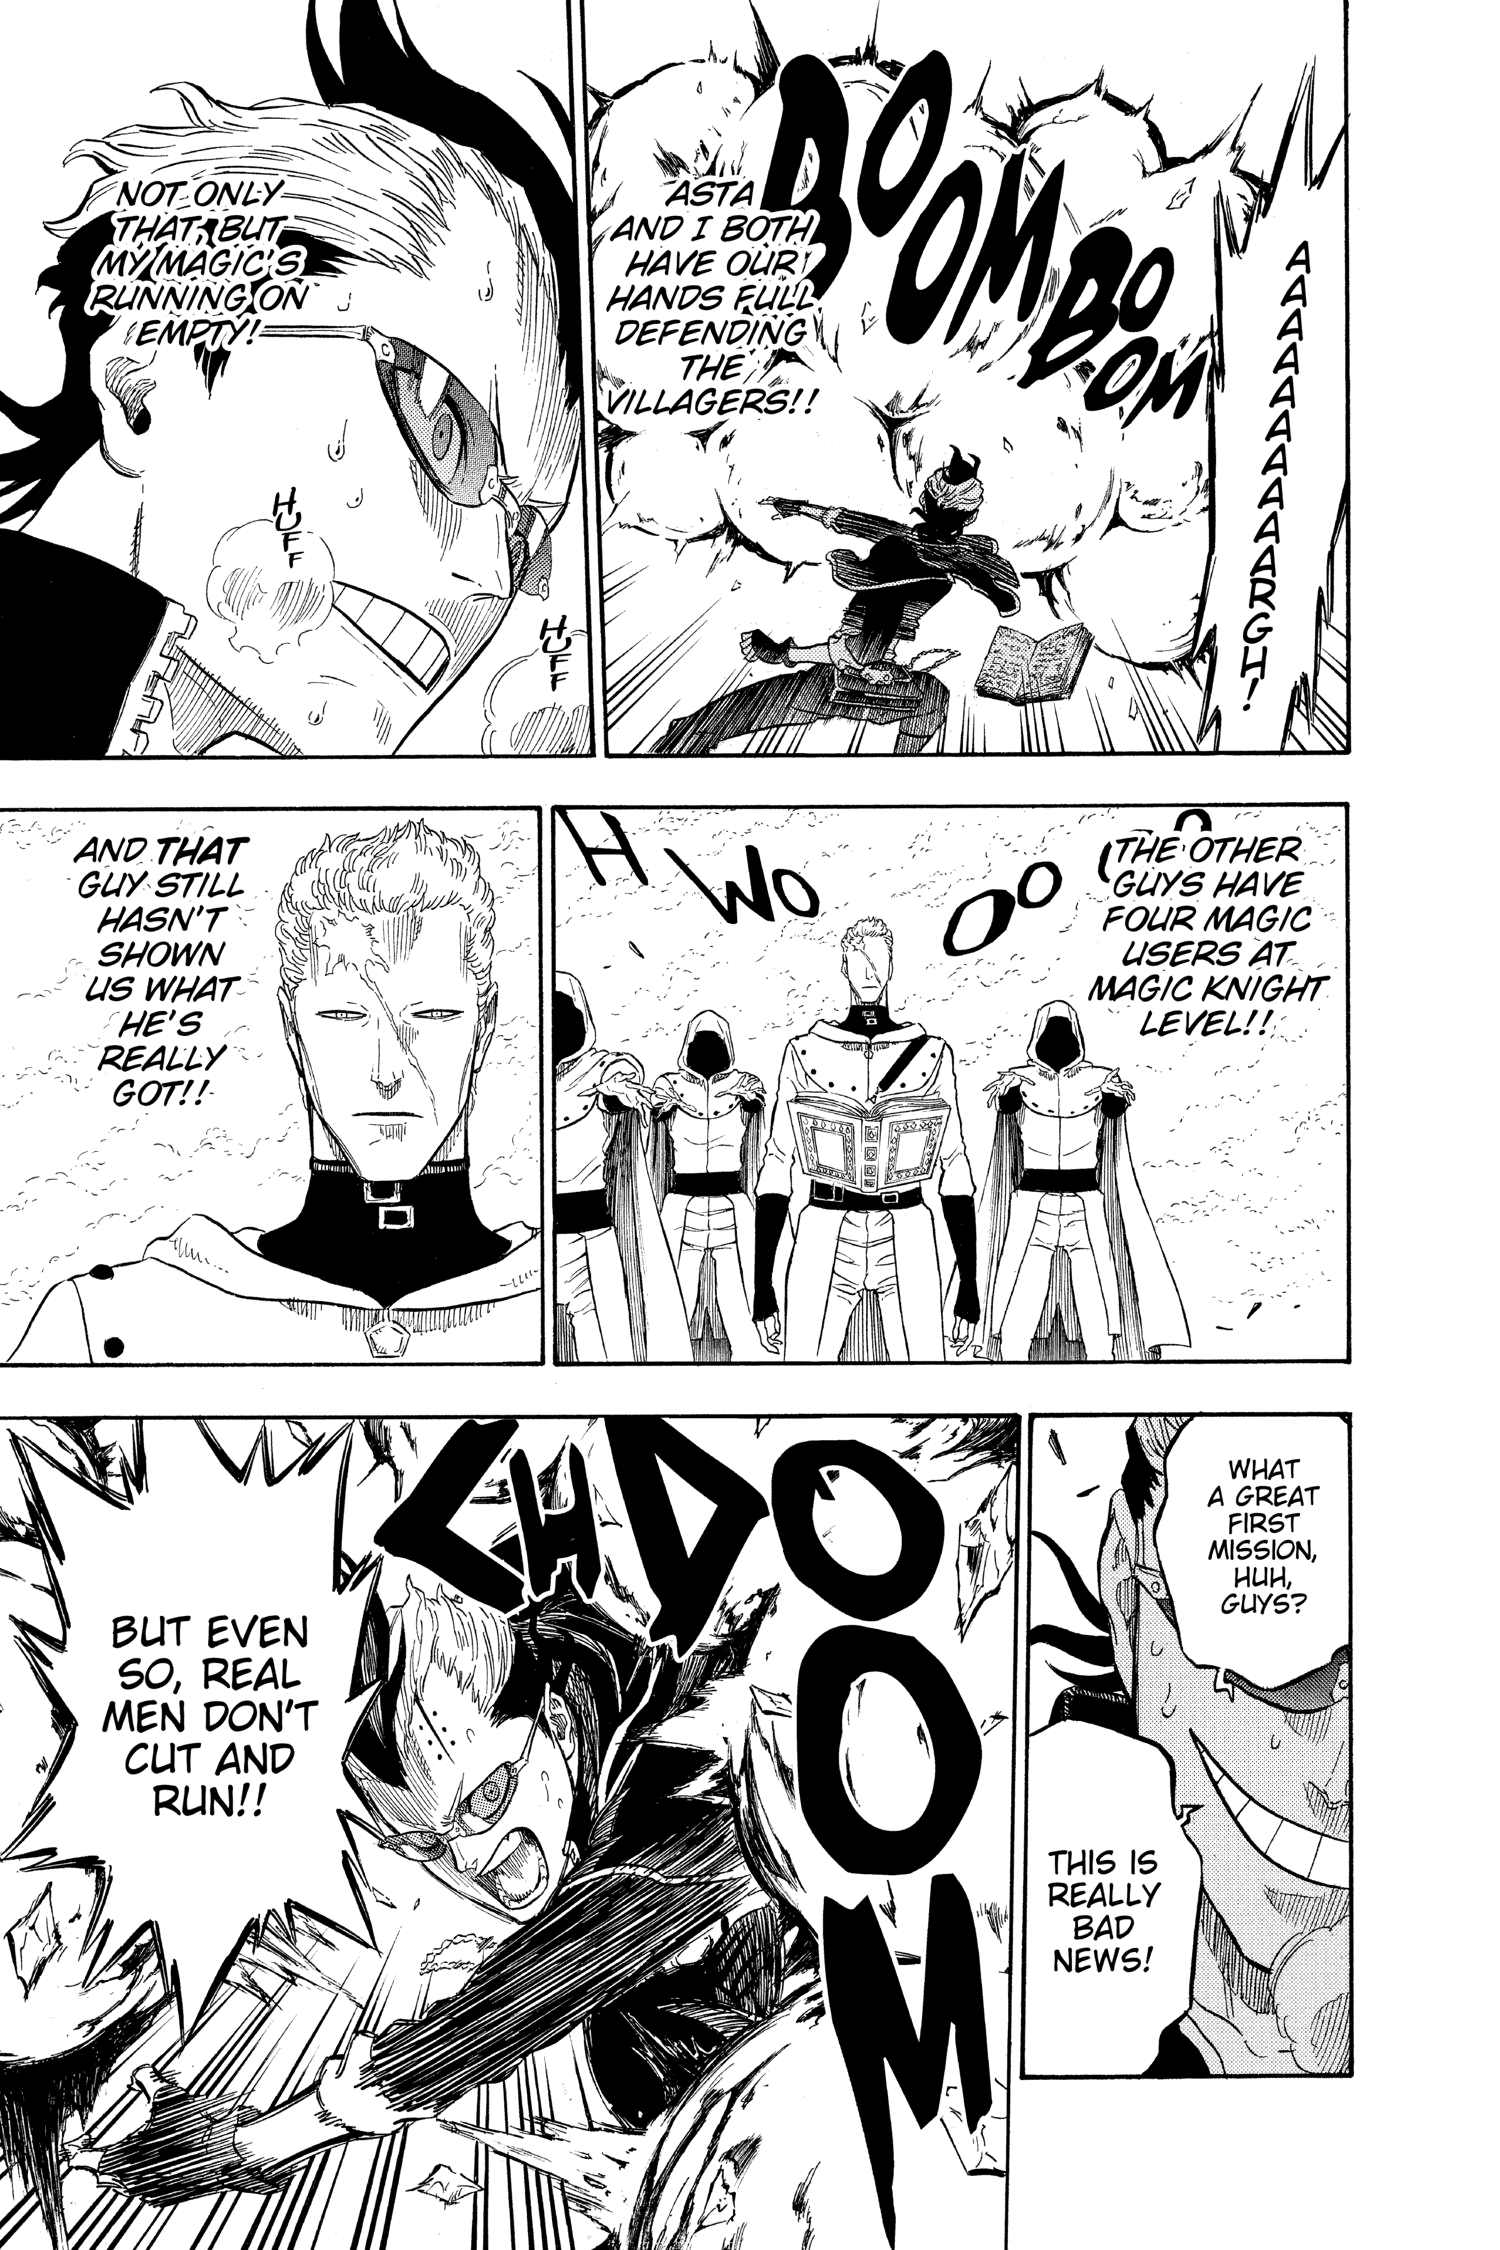 AAAAAAAAAARGH!
BOOM BOOM
ASTA
AND I BOTH
HAVE OUR
HANDS FULL
DEFENDING
THE
VILLAGERS!!
NOT ONLY
THAT, BUT
MY MAGIC'S
RUNNING ON
EMPTY!
HUFF
HUFF
THE OTHER
GUYS HAVE
FOUR MAGIC
USERS AT
MAGIC KNIGHT
LEVEL!!
HWOOOOO
AND THAT
GUY STILL
HASN'T
SHOWN
US WHAT
HE'S
REALLY
GOT!!
WHAT
A GREAT
FIRST
MISSION,
HUH,
GUYS?
THIS IS
REALLY
BAD
NEWS!
CHDOOOM
BUT EVEN
SO, REAL
MEN DON'T
CUT AND
RUN!!